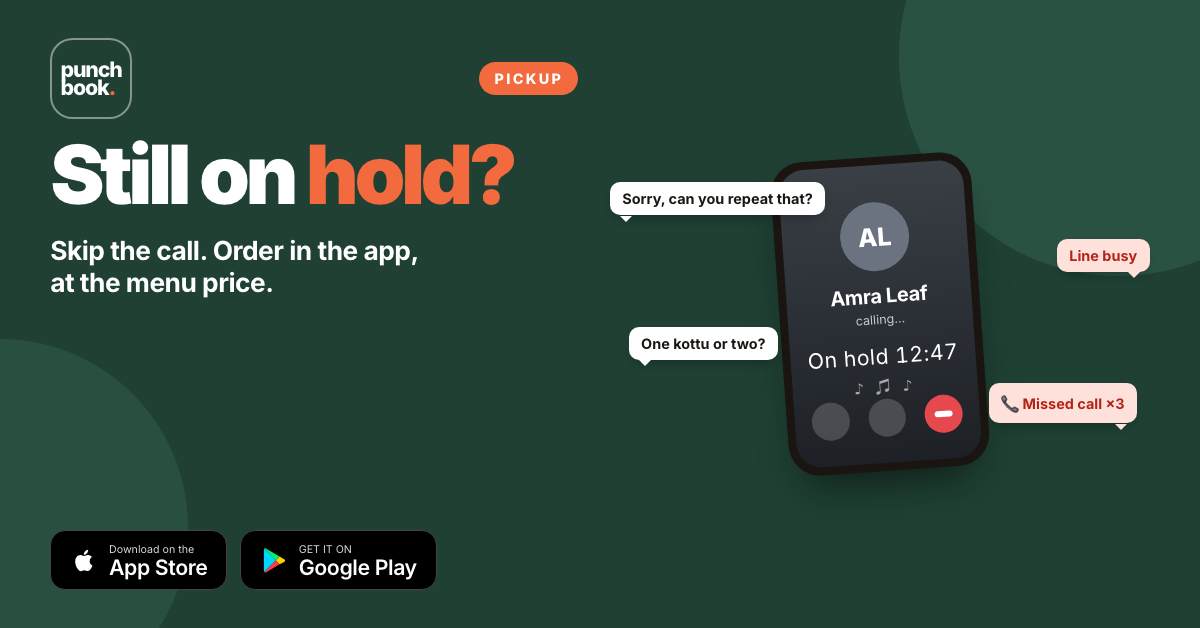 punch
book.
PICKUP
Still on hold?
Skip the call. Order in the app,
at the menu price.
Sorry, can you repeat that?
AL
Amra Leaf
calling...
On hold 12:47
One kottu or two?
Line busy
Missed call ×3
Download on the
App Store
GET IT ON
Google Play